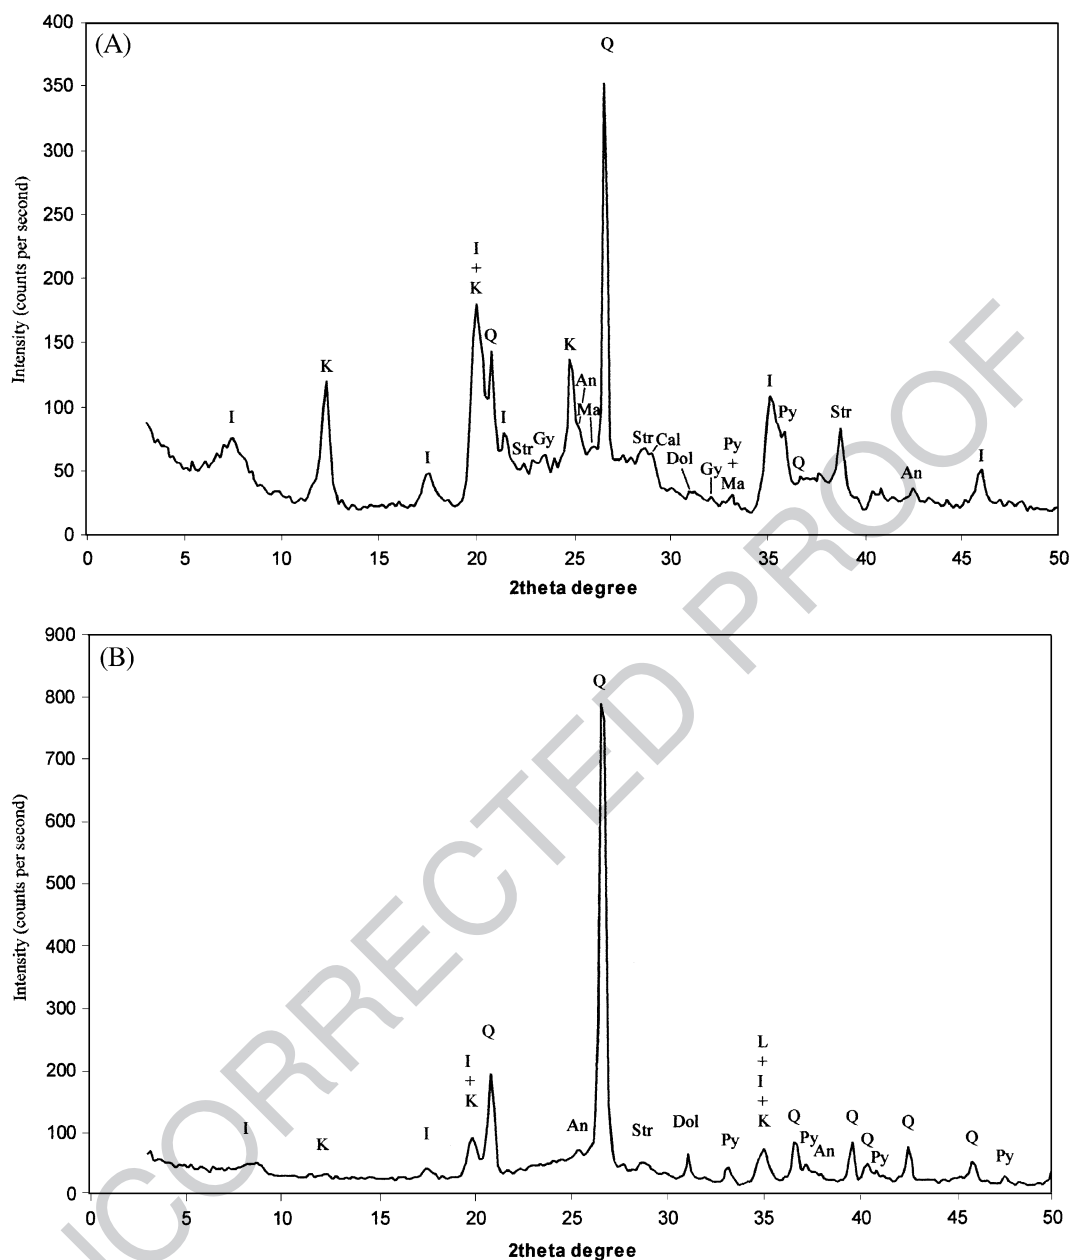 (A)
400
350
300
250
200
150
100
50
0
Intensity (counts per second)
Q
I
+
K
Q
K
K
An
I
I
Ma
I
Py
Str
Str
Gy
Str
Cal
Py
+
Ma
I
Dol
Gy
Q
An
I
0 5 10 15 20 25 30 35 40 45 50
2theta degree
(B)
900
800
700
600
500
400
300
200
100
0
Intensity (counts per second)
Q
Q
I
+
K
L
+
I
+
K
I
K
I
An
Str
Dol
Py
Q
Py
An
Q
Q
Py
Q
Q
Py
0 5 10 15 20 25 30 35 40 45 50
2theta degree
NCORRECTED PROOF